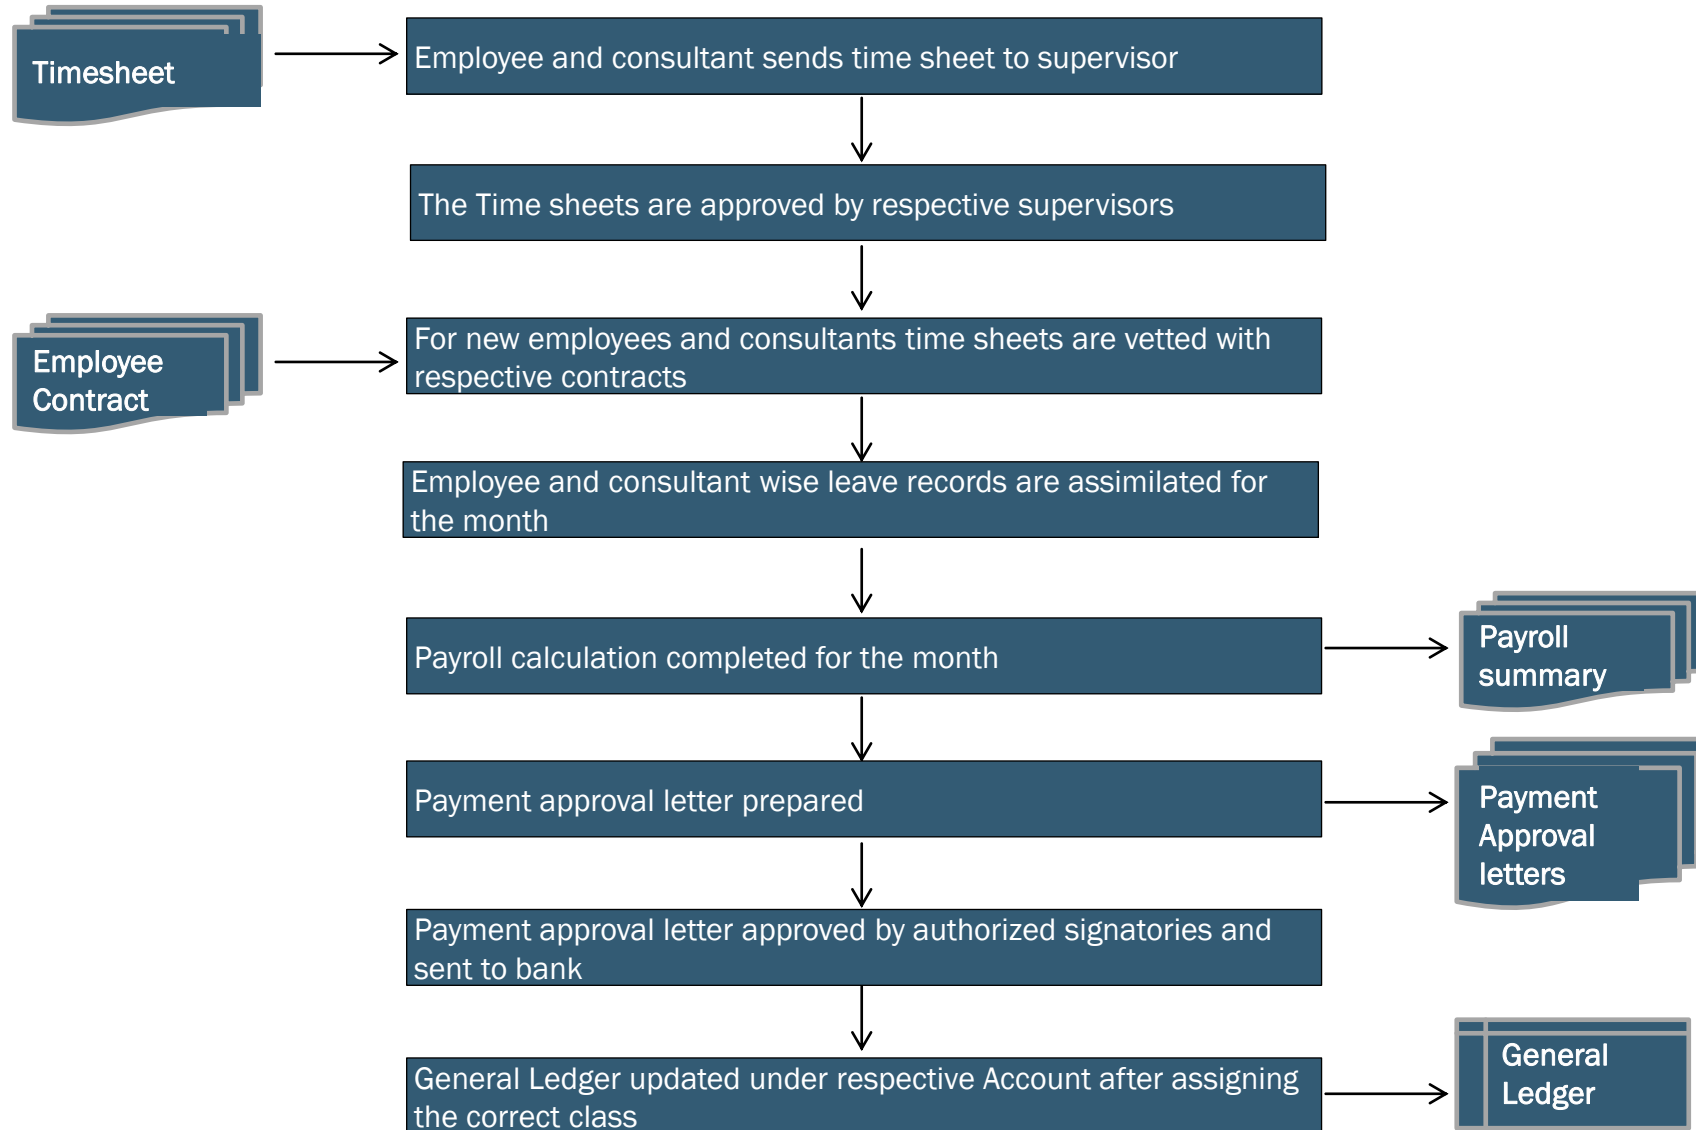 Timesheet
Employee and consultant sends time sheet to supervisor
The Time sheets are approved by respective supervisors
Employee
Contract
For new employees and consultants time sheets are vetted with
respective contracts
Employee and consultant wise leave records are assimilated for
the month
Payroll calculation completed for the month
Payroll
summary
Payment approval letter prepared
Payment
Approval
letters
Payment approval letter approved by authorized signatories and
sent to bank
General Ledger updated under respective Account after assigning
the correct class
General
Ledger